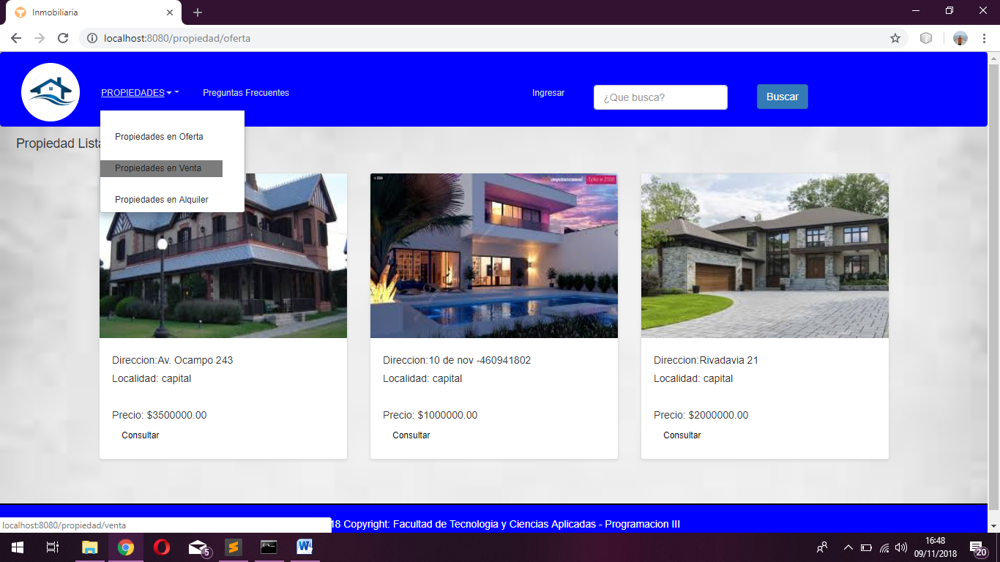 Inmobiliaria
localhost:8080/propiedad/oferta
PROPIEDADES
Preguntas Frecuentes
Ingresar
¿Que busca?
Buscar
Propiedades en Oferta
Propiedades en Venta
Propiedades en Alquiler
Propiedad Lista
Tylko w
Direccion:Av. Ocampo 243
Localidad: capital
Precio: $3500000.00
Consultar
Direccion:10 de nov -460941802
Localidad: capital
Precio: $1000000.00
Consultar
Direccion:Rivadavia 21
Localidad: capital
Precio: $2000000.00
Consultar
18 Copyright: Facultad de Tecnologia y Ciencias Aplicadas - Programacion III
localhost:8080/propiedad/venta
5
16:48
09/11/2018
20